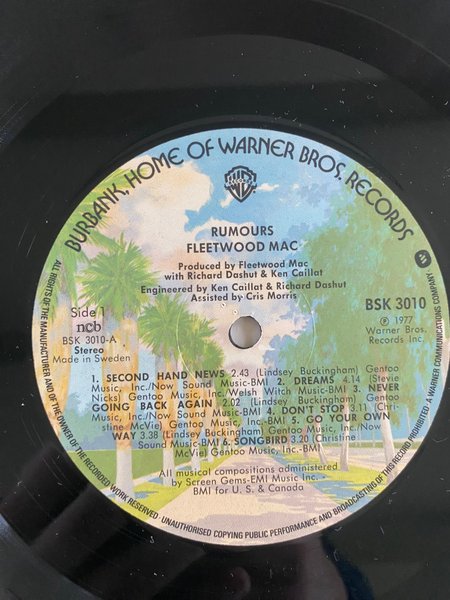 BURBANK, HOME OF WARNER BROS. RECORDS
RUMOURS
FLEETWOOD MAC
Produced by Fleetwood Mac
with Richard Dashut & Ken Caillat
Engineered by Ken Caillat & Richard Dashut
Assisted by Cris Morris
Side 1
ncb
BSK 3010-A
Stereo
Made in Sweden
BSK 3010
℗ 1977
Warner Bros.
Records Inc.
1. SECOND HAND NEWS 2.43 (Lindsey Buckingham) Gentoo
Music, Inc./Now Sound Music-BMI 2. DREAMS 4.14 (Stevie
Nicks) Gentoo Music, Inc./Welsh Witch Music-BMI 3. NEVER
GOING BACK AGAIN 2.02 (Lindsey Buckingham) Gentoo
Music, Inc./Now Sound Music-BMI 4. DON'T STOP 3.11 (Chri-
stine McVie) Gentoo Music, Inc.-BMI 5. GO YOUR OWN
WAY 3.38 (Lindsey Buckingham) Gentoo Music, Inc./Now
Sound Music-BMI 6. SONGBIRD 3.20 (Christine
McVie) Gentoo Music, Inc.-BMI
All musical compositions administered
by Screen Gems-EMI Music Inc.
BMI for U. S. & Canada
ALL RIGHTS OF THE MANUFACTURER AND OF THE OWNER OF THE RECORDED WORK RESERVED · UNAUTHORISED COPYING PUBLIC PERFORMANCE AND BROADCASTING OF THIS RECORD PROHIBITED · A WARNER COMMUNICATIONS COMPANY